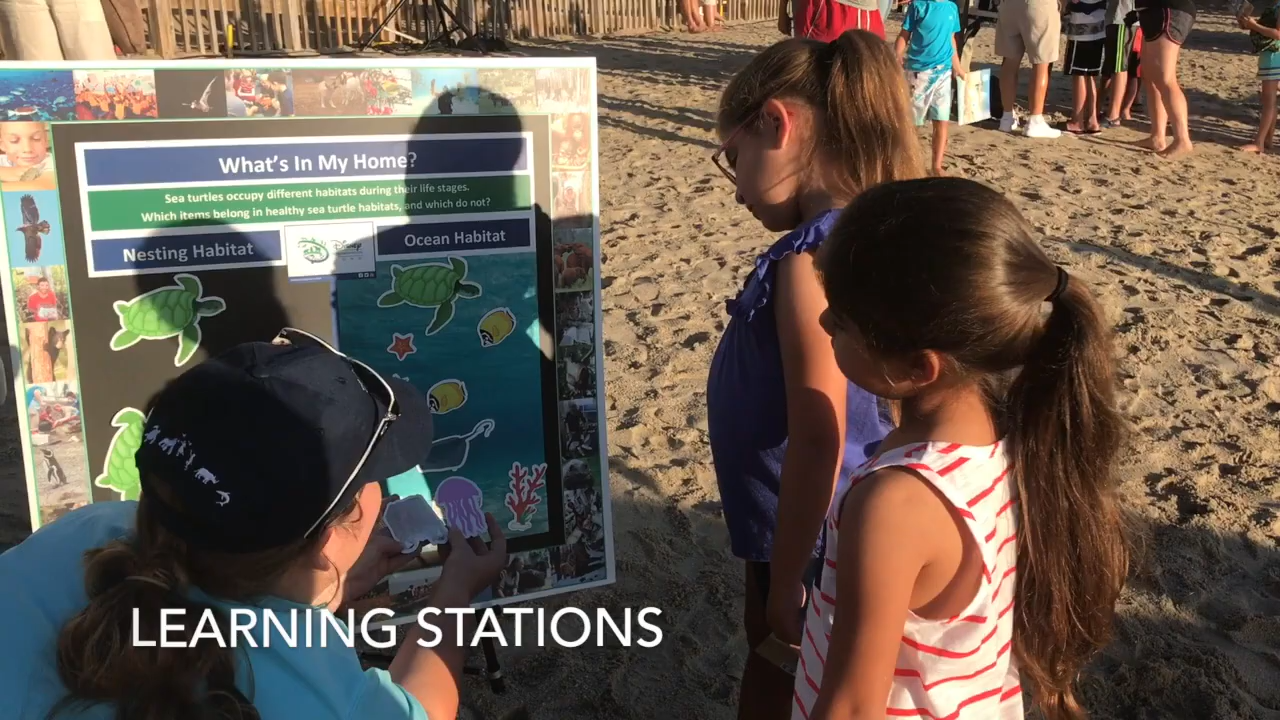 What's In My Home?
Sea turtles occupy different habitats during their life stages.
Which items belong in healthy sea turtle habitats, and which do not?
Nesting Habitat
Ocean Habitat
Disney
LEARNING STATIONS